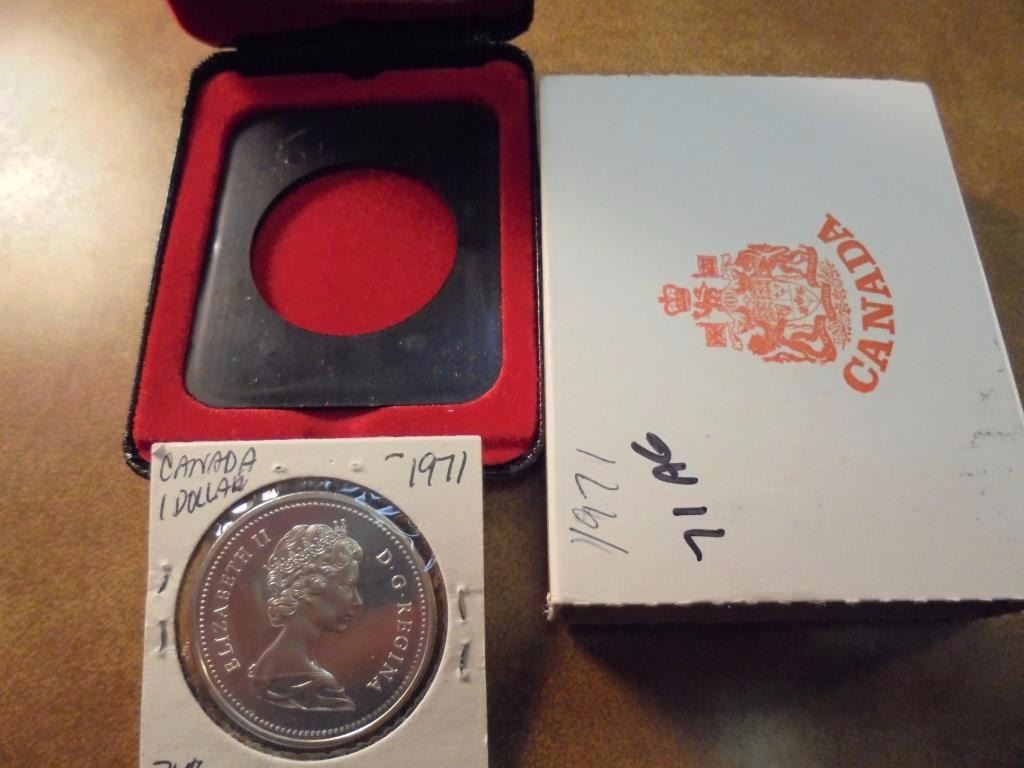 CANADA
1 DOLLAR
- 1971
ELIZABETH II D·G·REGINA
CANADA
1971